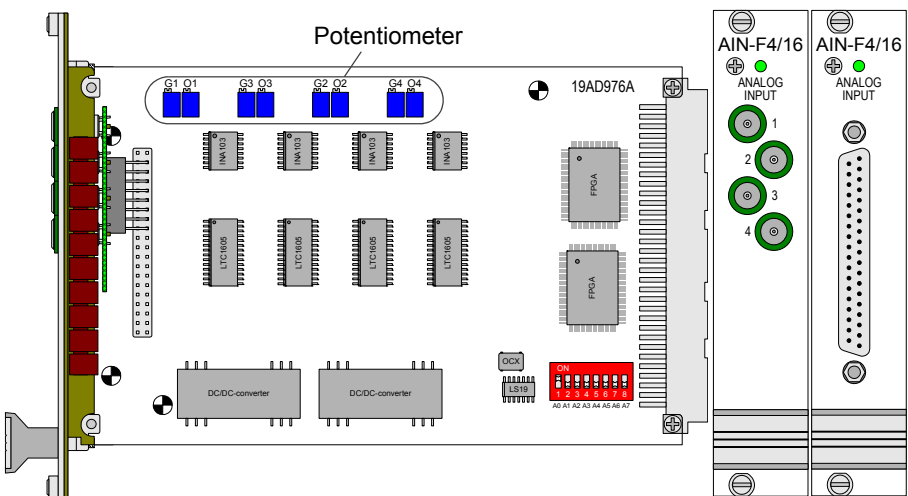 Potentiometer
G1 O1 G3 O3 G2 O2 G4 O4
19AD976A
INA103 INA103 INA103 INA103
LTC1605 LTC1605 LTC1605 LTC1605
FPGA
FPGA
OCX
LS19
DC/DC-converter DC/DC-converter
ON
1 2 3 4 5 6 7 8
A0 A1 A2 A3 A4 A5 A6 A7
AIN-F4/16
ANALOG
INPUT
1
2
3
4
AIN-F4/16
ANALOG
INPUT